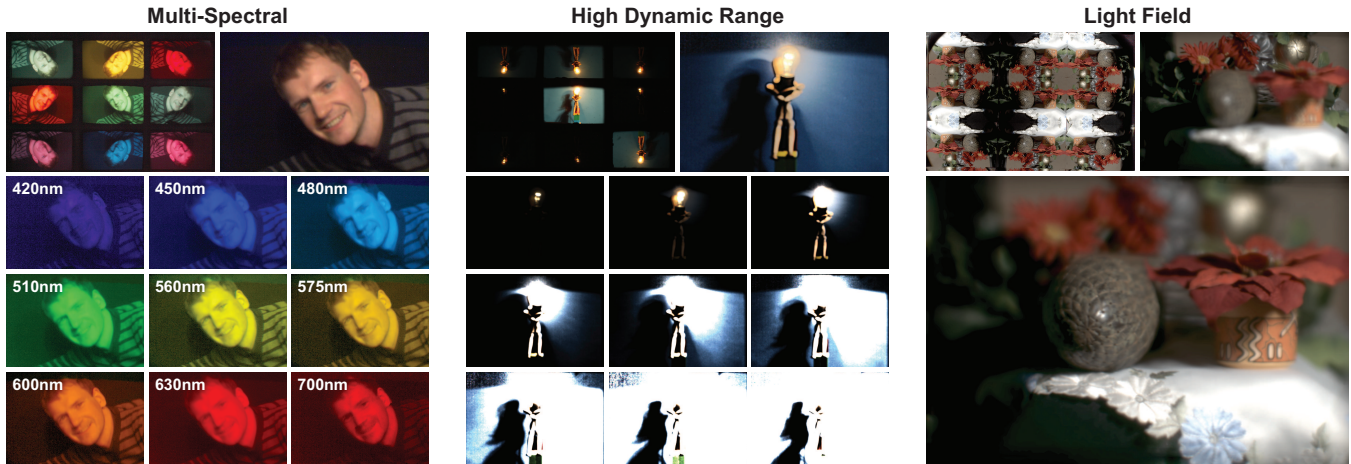 Multi-Spectral
High Dynamic Range
Light Field
420nm
450nm
480nm
510nm
560nm
575nm
600nm
630nm
700nm